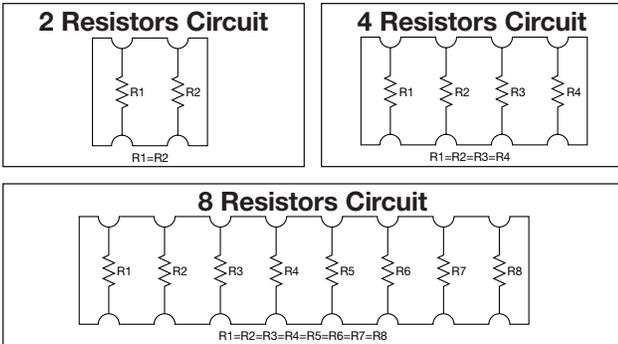 2 Resistors Circuit
R1 R2
R1=R2
4 Resistors Circuit
R1 R2 R3 R4
R1=R2=R3=R4
8 Resistors Circuit
R1 R2 R3 R4 R5 R6 R7 R8
R1=R2=R3=R4=R5=R6=R7=R8